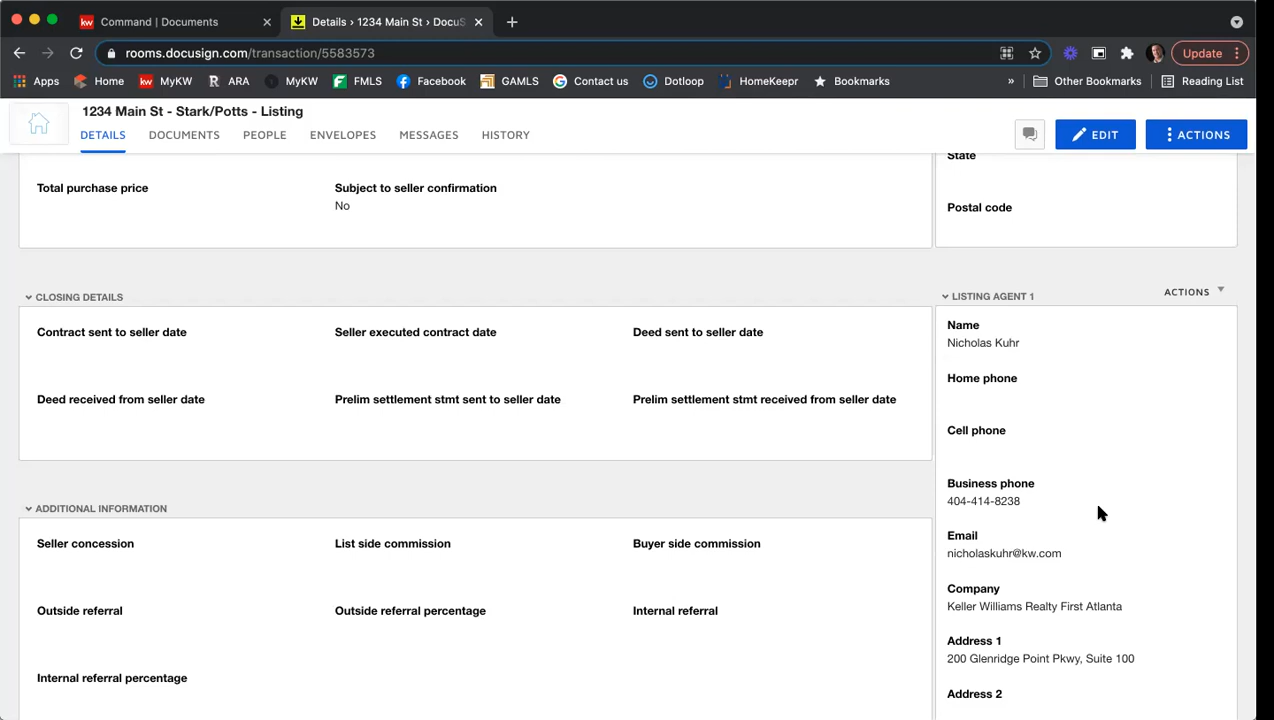 Command | Documents
Details › 1234 Main St › DocuS
rooms.docusign.com/transaction/5583573
Update
Apps
Home
kw MyKW
R ARA
MyKW
FMLS
Facebook
GAMLS
Contact us
Dotloop
HomeKeepr
Bookmarks
»
Other Bookmarks
Reading List
1234 Main St - Stark/Potts - Listing
DETAILS
DOCUMENTS
PEOPLE
ENVELOPES
MESSAGES
HISTORY
EDIT
ACTIONS
Total purchase price
Subject to seller confirmation
No
State
Postal code
CLOSING DETAILS
Contract sent to seller date
Seller executed contract date
Deed sent to seller date
Deed received from seller date
Prelim settlement stmt sent to seller date
Prelim settlement stmt received from seller date
ADDITIONAL INFORMATION
Seller concession
List side commission
Buyer side commission
Outside referral
Outside referral percentage
Internal referral
Internal referral percentage
LISTING AGENT 1
ACTIONS
Name
Nicholas Kuhr
Home phone
Cell phone
Business phone
404-414-8238
Email
nicholaskuhr@kw.com
Company
Keller Williams Realty First Atlanta
Address 1
200 Glenridge Point Pkwy, Suite 100
Address 2